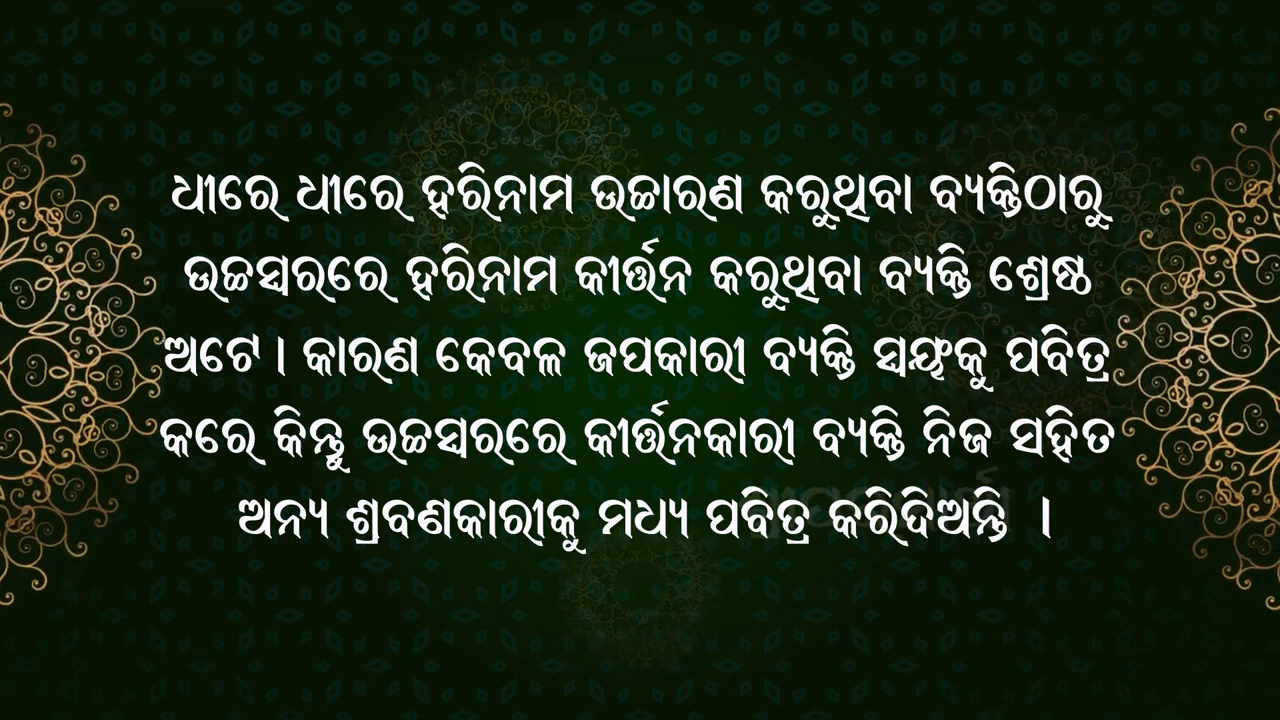 ଧୀରେ ଧୀରେ ହରିନାମ ଉଚ୍ଚାରଣ କରୁଥିବା ବ୍ୟକ୍ତିଠାରୁ
ଉଚ୍ଚସ୍ୱରରେ ହରିନାମ କୀର୍ତ୍ତନ କରୁଥିବା ବ୍ୟକ୍ତି ଶ୍ରେଷ୍ଠ
ଅଟେ। କାରଣ କେବଳ ଜପକାରୀ ବ୍ୟକ୍ତି ସ୍ୱୟଂକୁ ପବିତ୍ର
କରେ କିନ୍ତୁ ଉଚ୍ଚସ୍ୱରରେ କୀର୍ତ୍ତନକାରୀ ବ୍ୟକ୍ତି ନିଜ ସହିତ
ଅନ୍ୟ ଶ୍ରବଣକାରୀକୁ ମଧ୍ୟ ପବିତ୍ର କରିଦିଅନ୍ତି ।